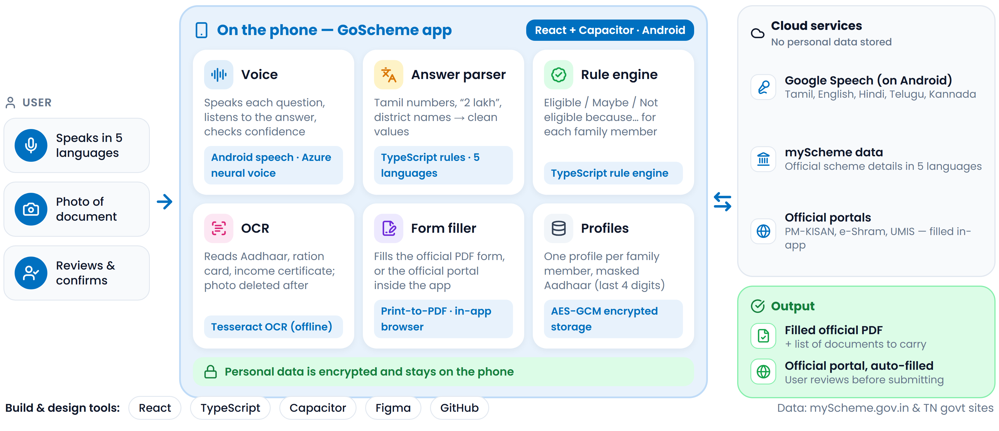 USER
Speaks in 5
languages
Photo of
document
Reviews &
confirms
On the phone — GoScheme app
React + Capacitor · Android
Voice
Speaks each question,
listens to the answer,
checks confidence
Android speech · Azure
neural voice
Answer parser
Tamil numbers, “2 lakh”,
district names → clean
values
TypeScript rules · 5
languages
Rule engine
Eligible / Maybe / Not
eligible because... for
each family member
TypeScript rule engine
OCR
Reads Aadhaar, ration
card, income certificate;
photo deleted after
Tesseract OCR (offline)
Form filler
Fills the official PDF form,
or the official portal
inside the app
Print-to-PDF · in-app
browser
Profiles
One profile per family
member, masked
Aadhaar (last 4 digits)
AES-GCM encrypted
storage
Personal data is encrypted and stays on the phone
Cloud services
No personal data stored
Google Speech (on Android)
Tamil, English, Hindi, Telugu, Kannada
myScheme data
Official scheme details in 5 languages
Official portals
PM-KISAN, e-Shram, UMIS — filled in-
app
Output
Filled official PDF
+ list of documents to carry
Official portal, auto-filled
User reviews before submitting
Build & design tools:
React
TypeScript
Capacitor
Figma
GitHub
Data: myScheme.gov.in & TN govt sites